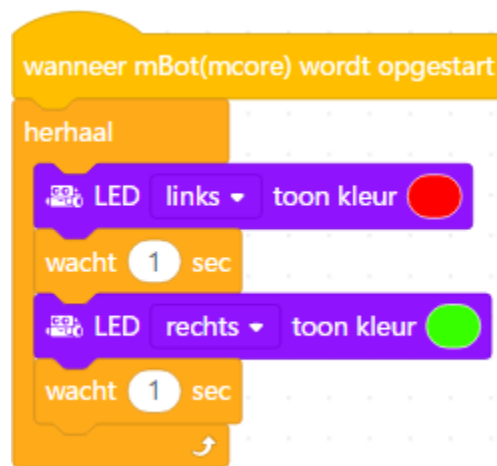 wanneer mBot(mcore) wordt opgestart
herhaal
LED links toon kleur
wacht 1 sec
LED rechts toon kleur
wacht 1 sec